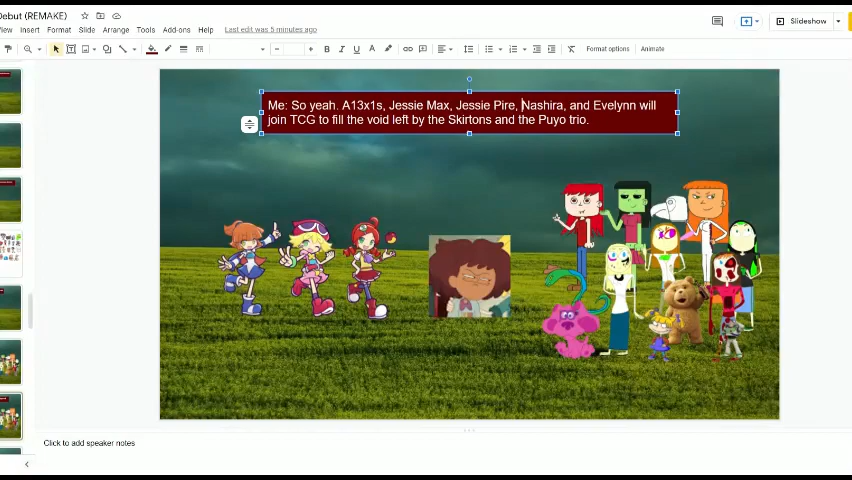 Debut (REMAKE)
View Insert Format Slide Arrange Tools Add-ons Help Last edit was 5 minutes ago
Slideshow
Format options Animate
Me: So yeah. A13x1s, Jessie Max, Jessie Pire, Nashira, and Evelynn will
join TCG to fill the void left by the Skirtons and the Puyo trio.
Click to add speaker notes